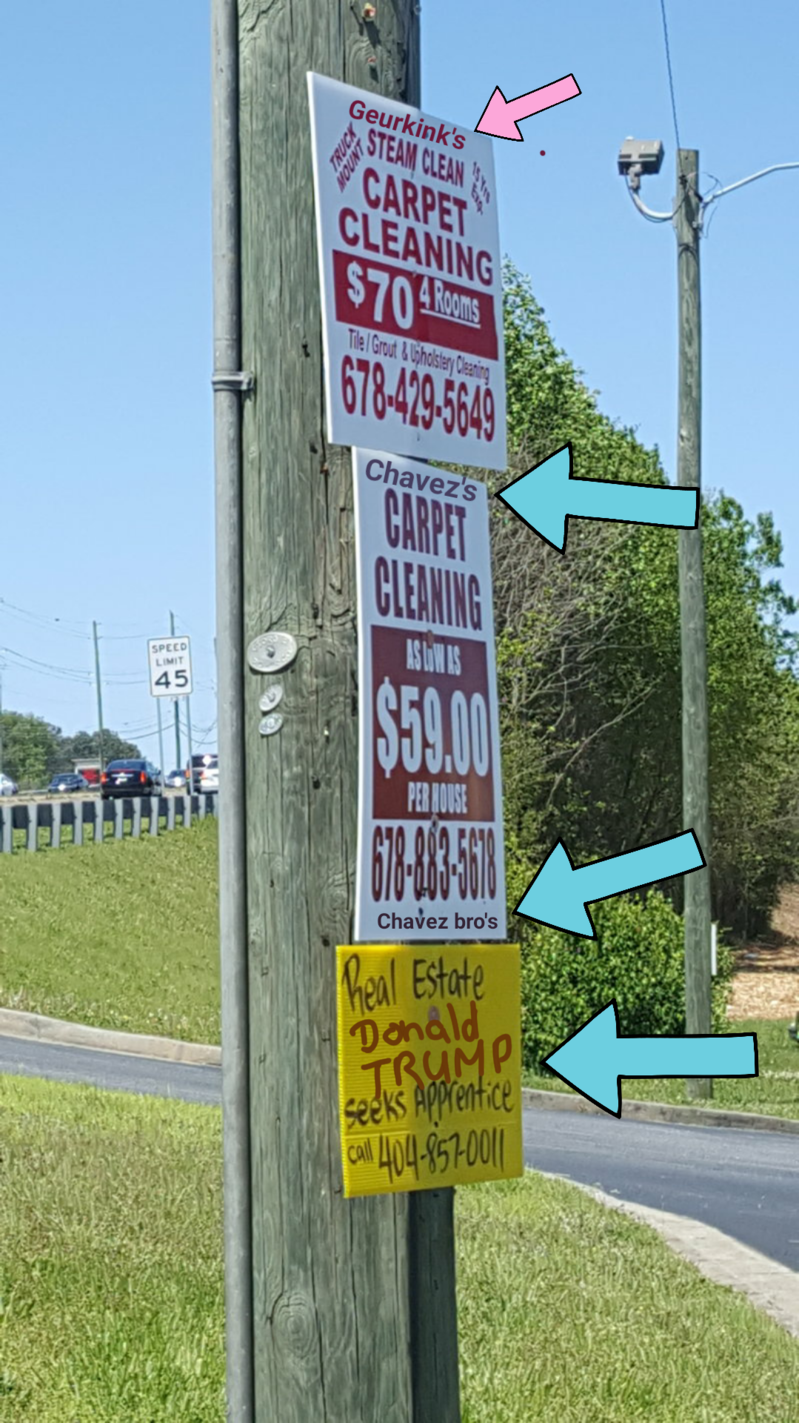 Geurkink's
TRUCK
MOUNT
STEAM CLEAN
15 Yrs
Exp.
CARPET
CLEANING
$70 4 Rooms
Tile / Grout & Upholstery Cleaning
678-429-5649
Chavez's
CARPET
CLEANING
AS LOW AS
$59.00
PER HOUSE
678-883-5678
Chavez bro's
SPEED
LIMIT
45
Real Estate
Donald
TRUMP
Seeks Apprentice
call 404-857-0011